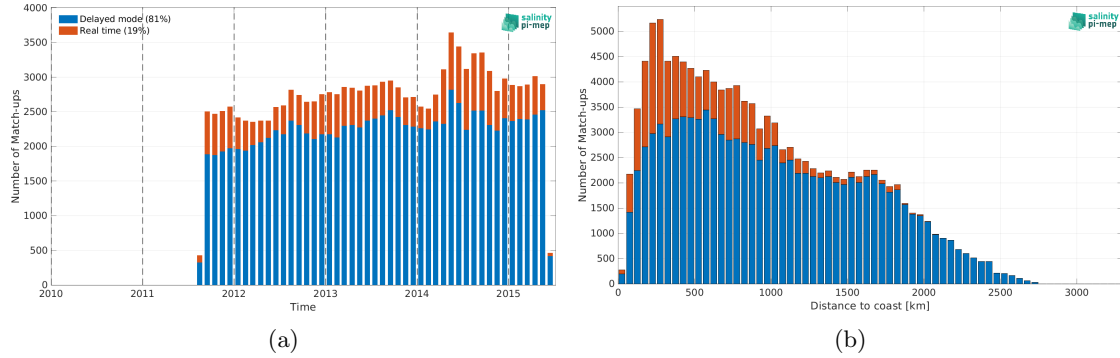 Delayed mode (81%)
Real time (19%)
salinity
pi-mep
Number of Match-ups
4000
3500
3000
2500
2000
1500
1000
500
0
2010
2011
2012
2013
2014
2015
Time
(a)
salinity
pi-mep
Number of Match-ups
5000
4500
4000
3500
3000
2500
2000
1500
1000
500
0
0
500
1000
1500
2000
2500
3000
Distance to coast [km]
(b)